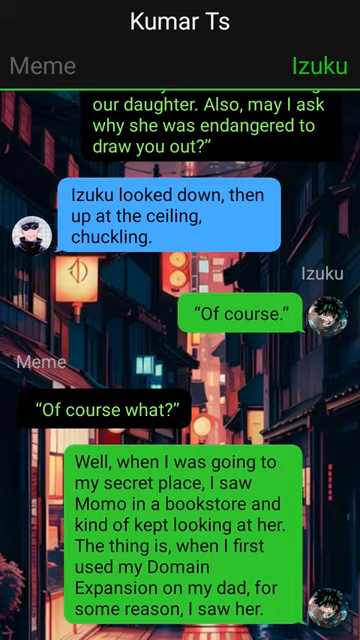 Kumar Ts
Meme
Izuku
our daughter. Also, may I ask
why she was endangered to
draw you out?”
Izuku looked down, then
up at the ceiling,
chuckling.
Izuku
“Of course.”
Meme
“Of course what?”
Well, when I was going to
my secret place, I saw
Momo in a bookstore and
kind of kept looking at her.
The thing is, when I first
used my Domain
Expansion on my dad, for
some reason, I saw her.